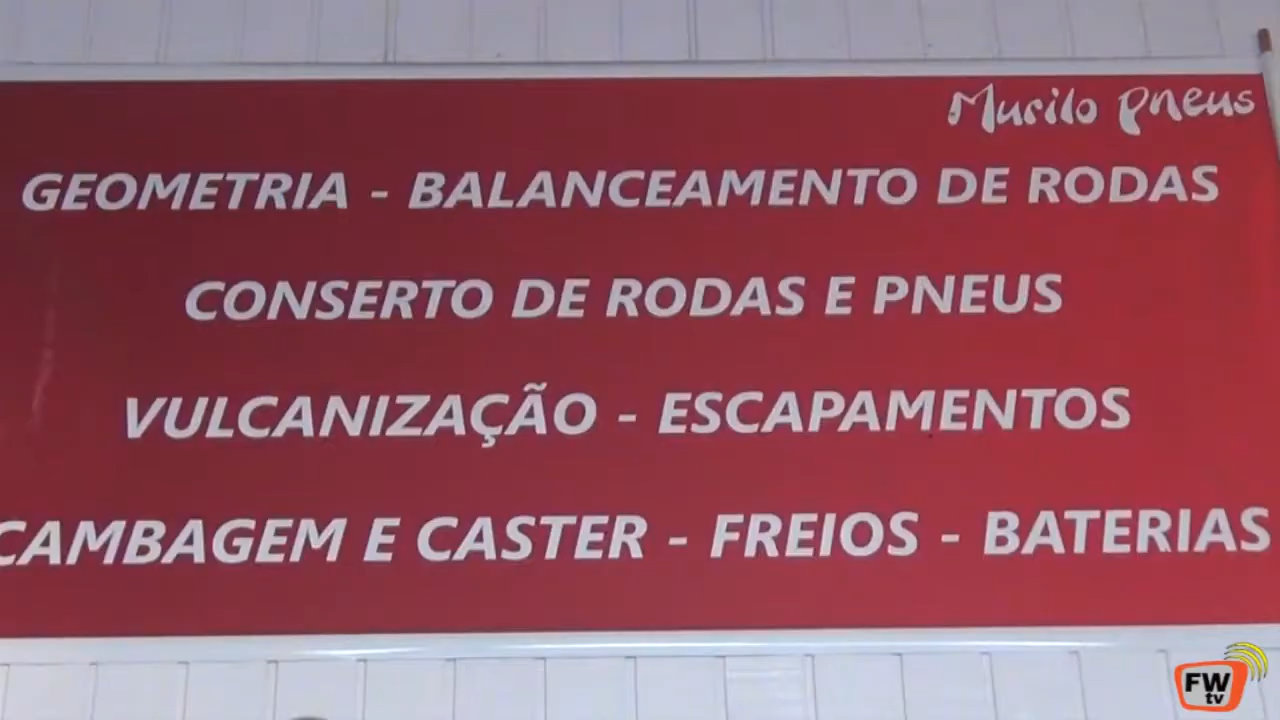 Murilo Pneus
GEOMETRIA - BALANCEAMENTO DE RODAS
CONSERTO DE RODAS E PNEUS
VULCANIZAÇÃO - ESCAPAMENTOS
CAMBAGEM E CASTER - FREIOS - BATERIAS
FW
tv